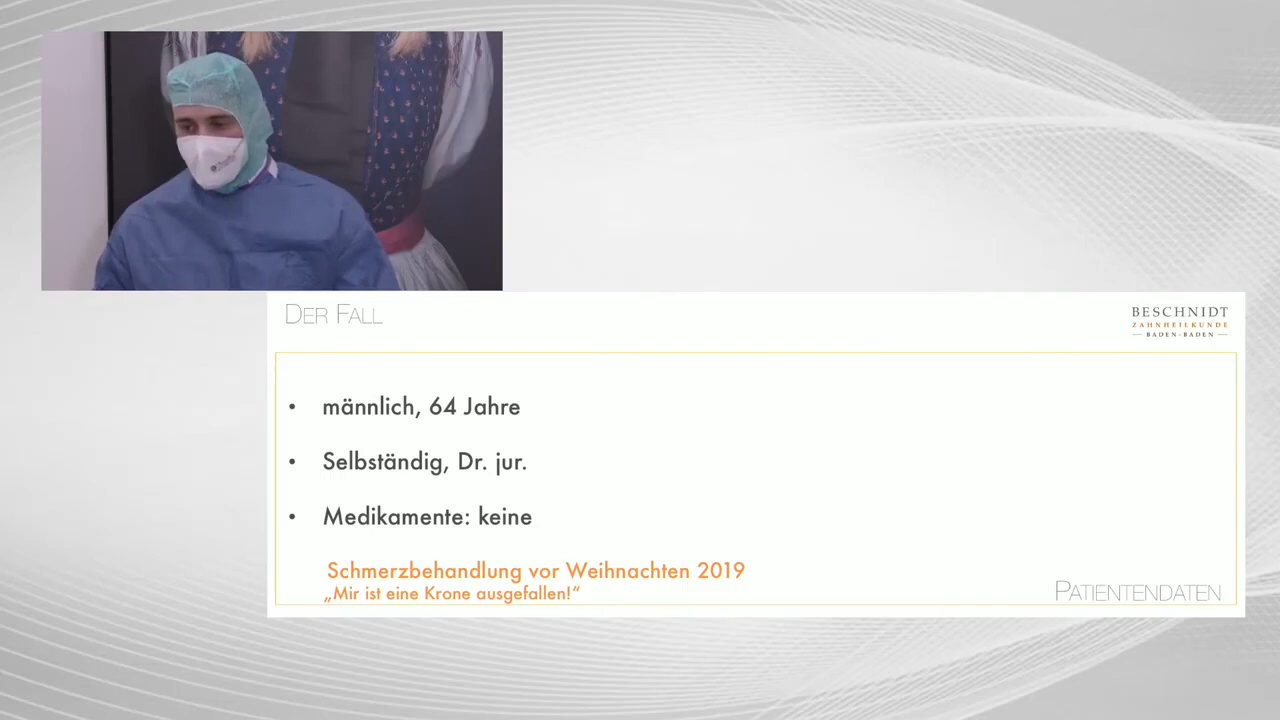 DER FALL
BESCHNIDT
ZAHNHEILKUNDE
— BADEN-BADEN —
• männlich, 64 Jahre
• Selbständig, Dr. jur.
• Medikamente: keine
Schmerzbehandlung vor Weihnachten 2019
„Mir ist eine Krone ausgefallen!“
PATIENTENDATEN